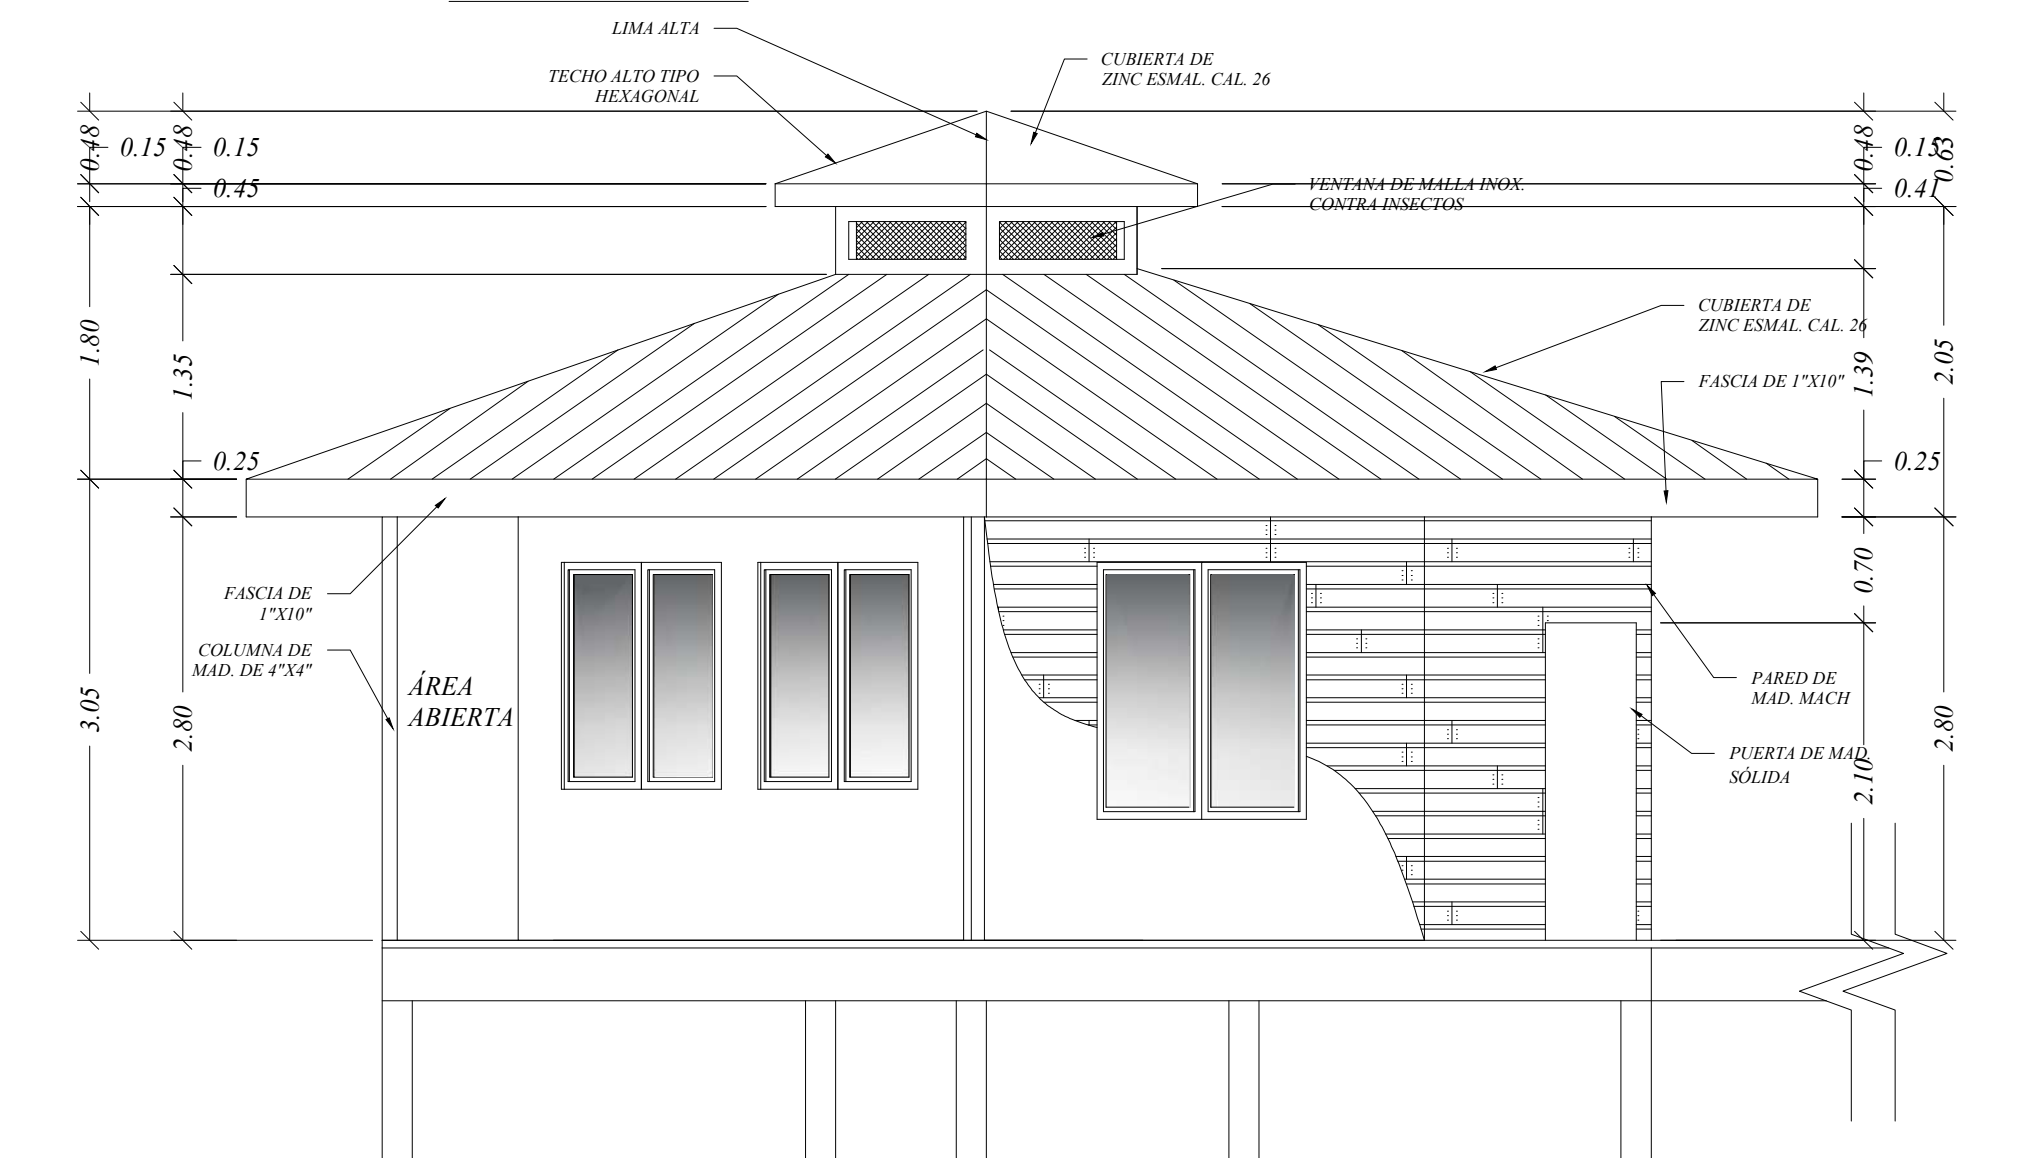 LIMA ALTA
TECHO ALTO TIPO
HEXAGONAL
CUBIERTA DE
ZINC ESMAL. CAL. 26
0.48
0.15
0.48
0.15
0.45
0.48
0.15
0.63
0.41
VENTANA DE MALLA INOX.
CONTRA INSECTOS
1.80
1.35
0.25
CUBIERTA DE
ZINC ESMAL. CAL. 26
1.39
2.05
FASCIA DE 1"X10"
0.25
FASCIA DE
1"X10"
COLUMNA DE
MAD. DE 4"X4"
ÁREA
ABIERTA
3.05
2.80
0.70
PARED DE
MAD. MACH
PUERTA DE MAD.
SÓLIDA
2.10
2.80